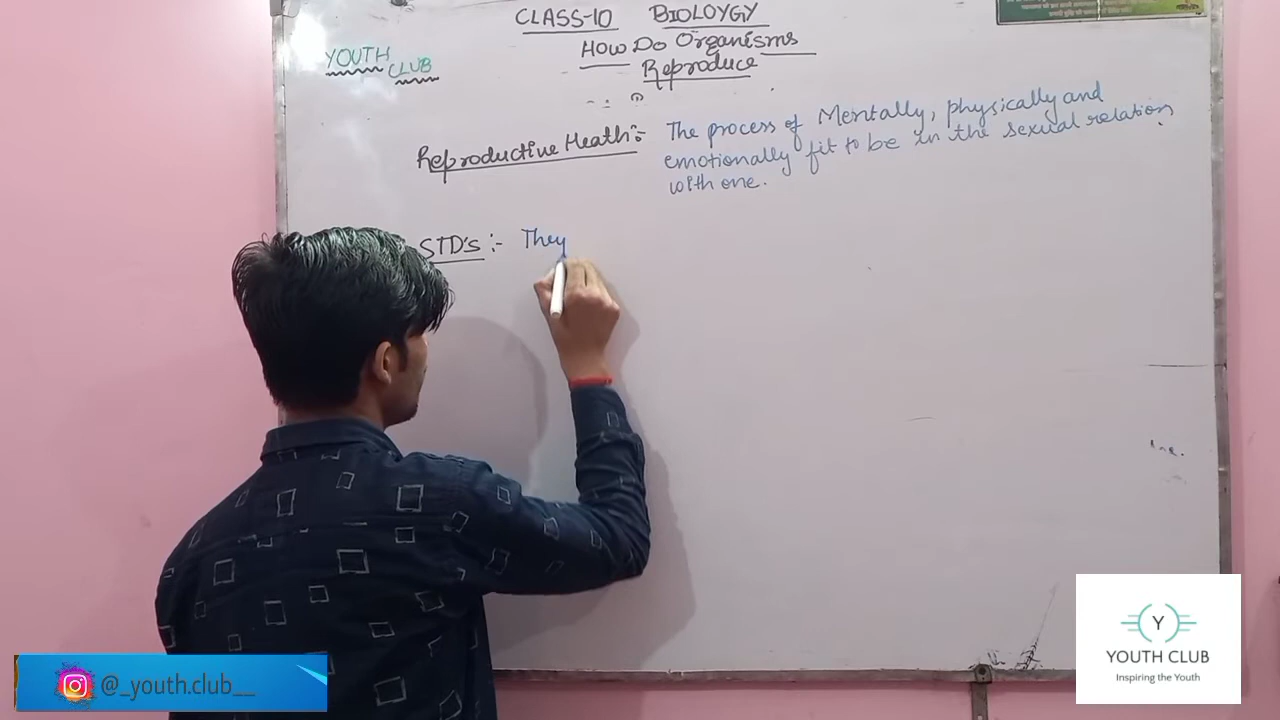 CLASS-10 BIOLOYGY
How Do Organisms
Reproduce
YOUTH
CLUB
Reproductive Heath:- The process of Mentally, physically and
emotionally fit to be in the sexual relation
with one.
STD's :- They
Y
YOUTH CLUB
Inspiring the Youth
@_youth.club__